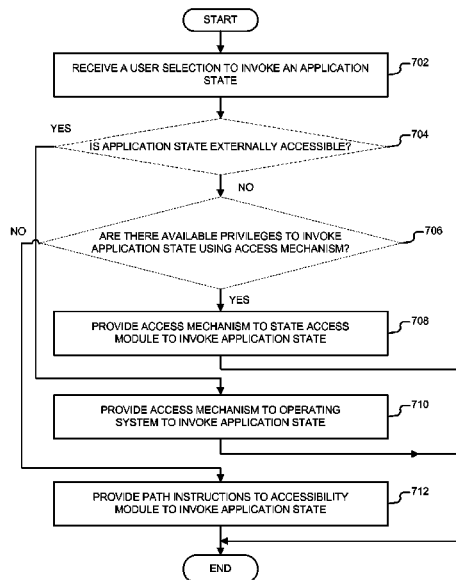 START
RECEIVE A USER SELECTION TO INVOKE AN APPLICATION
STATE
702
YES
IS APPLICATION STATE EXTERNALLY ACCESSIBLE?
704
NO
NO
ARE THERE AVAILABLE PRIVILEGES TO INVOKE
APPLICATION STATE USING ACCESS MECHANISM?
706
YES
PROVIDE ACCESS MECHANISM TO STATE ACCESS
MODULE TO INVOKE APPLICATION STATE
708
PROVIDE ACCESS MECHANISM TO OPERATING
SYSTEM TO INVOKE APPLICATION STATE
710
PROVIDE PATH INSTRUCTIONS TO ACCESSIBILITY
MODULE TO INVOKE APPLICATION STATE
712
END